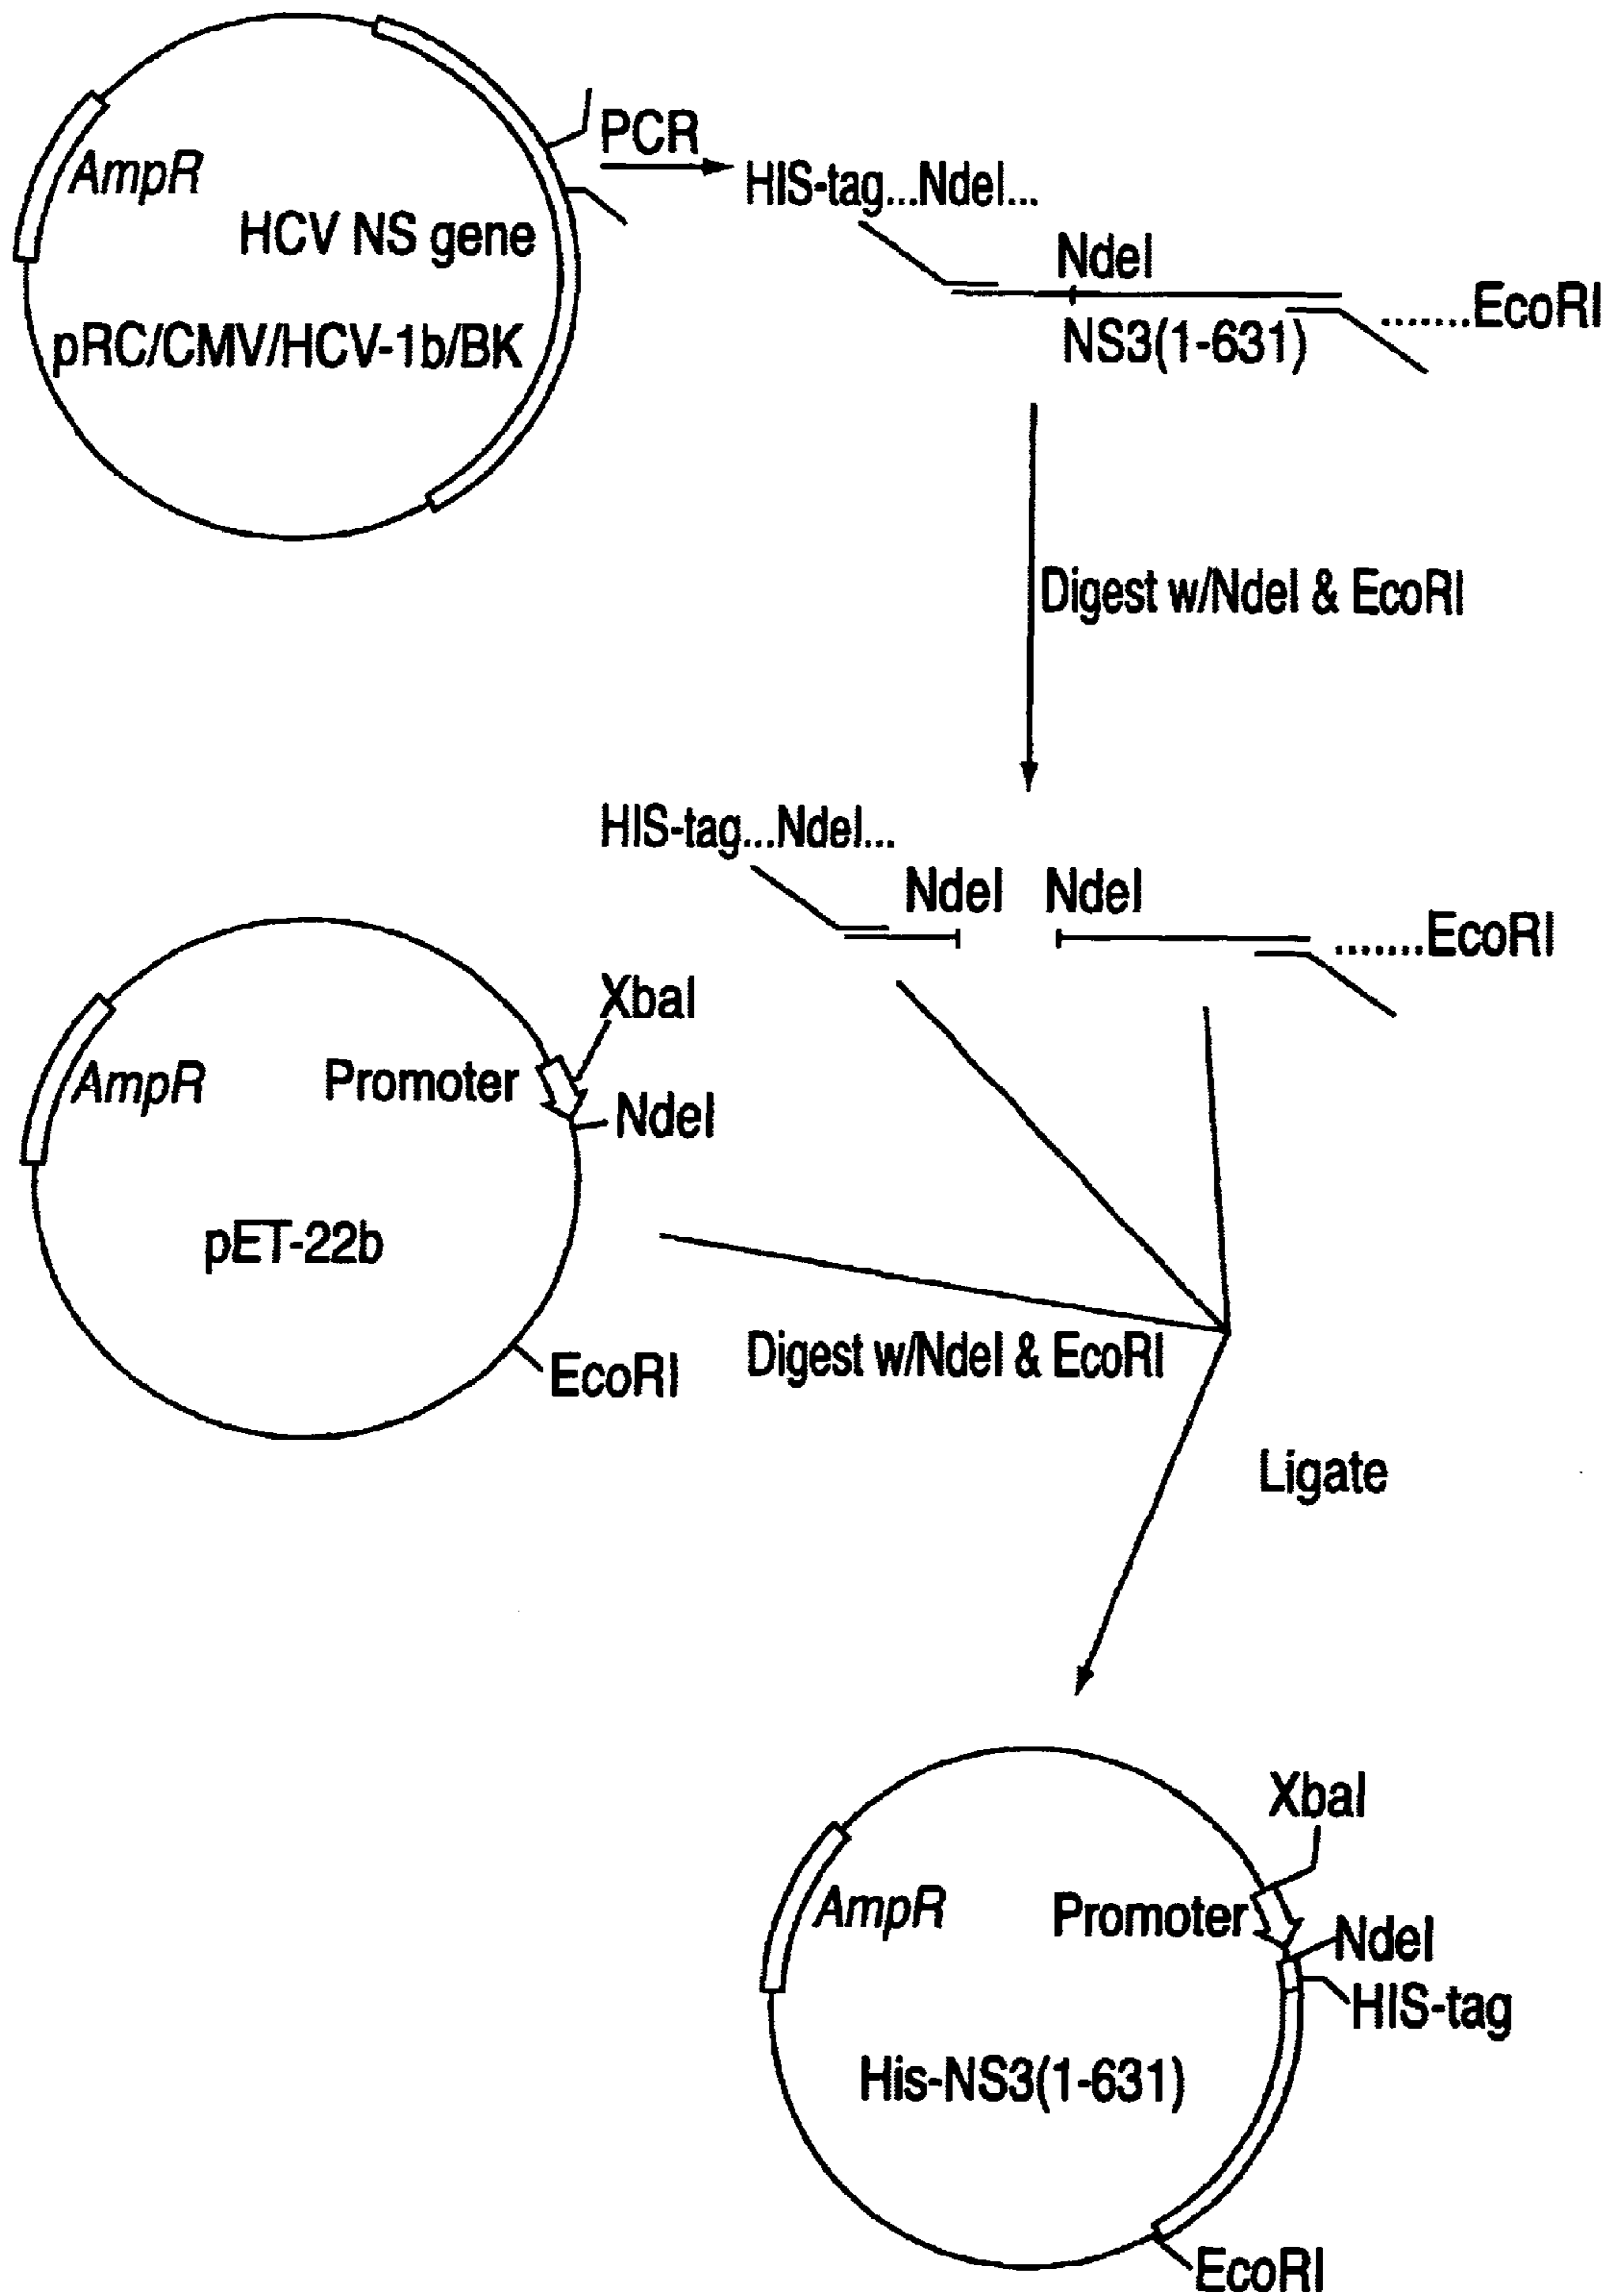 PCR
AmpR
HIS-tag...NdeI...
HCV NS gene
NdeI
.......EcoRI
pRC/CMV/HCV-1b/BK
NS3(1-631)
Digest w/NdeI & EcoRI
HIS-tag...NdeI...
NdeI NdeI
.......EcoRI
XbaI
AmpR
Promoter
NdeI
pET-22b
Digest w/NdeI & EcoRI
EcoRI
Ligate
XbaI
AmpR
Promoter
NdeI
HIS-tag
His-NS3(1-631)
EcoRI